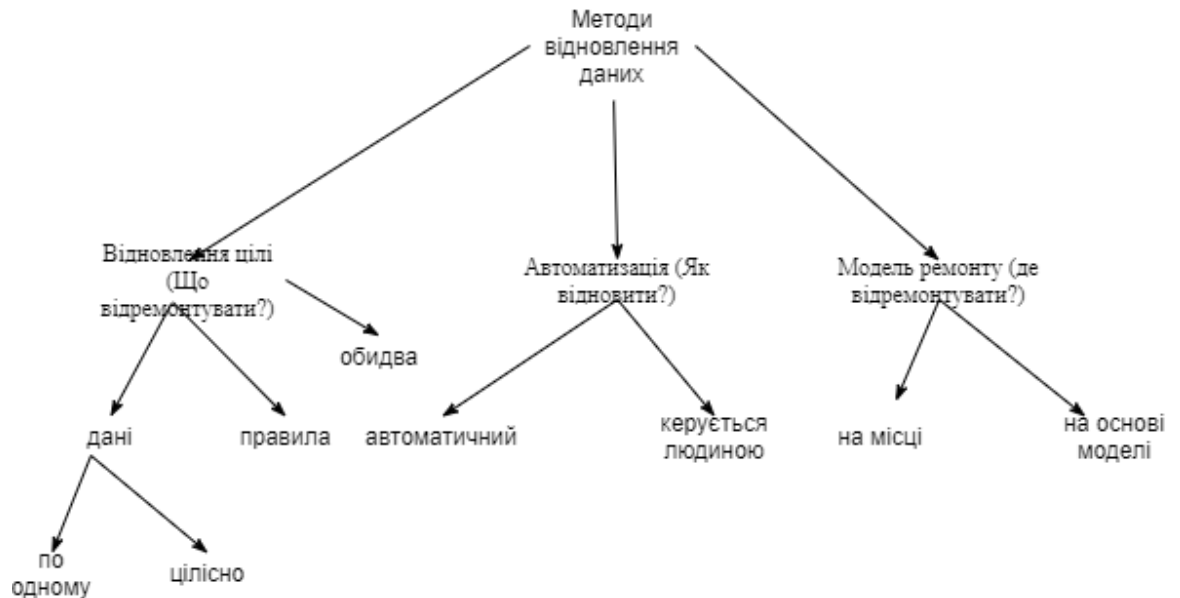 Методи
відновлення
даних
Відновлення цілі
(Що
відремонтувати?)
Автоматизація (Як
відновити?)
Модель ремонту (де
відремонтувати?)
обидва
дані
правила
автоматичний
керується
людиною
на місці
на основі
моделі
по
одному
цілісно